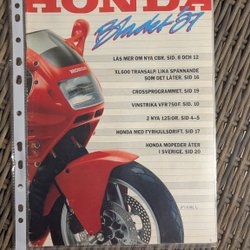 HONDA
Bladet '87
LÄS MER OM NYA CBR. SID. 8 OCH 12
XL600 TRANSALP. LIKA SPÄNNANDE
SOM DET LÅTER. SID 16
CROSSPROGRAMMET. SID. 19
VINSTRIKA VFR750F. SID. 10
2 NYA 125:OR. SID 4–5
HONDA MED FYRHJULSDRIFT. SID 17
HONDA MOPEDER ÅTER
I SVERIGE. SID 20
HONDA